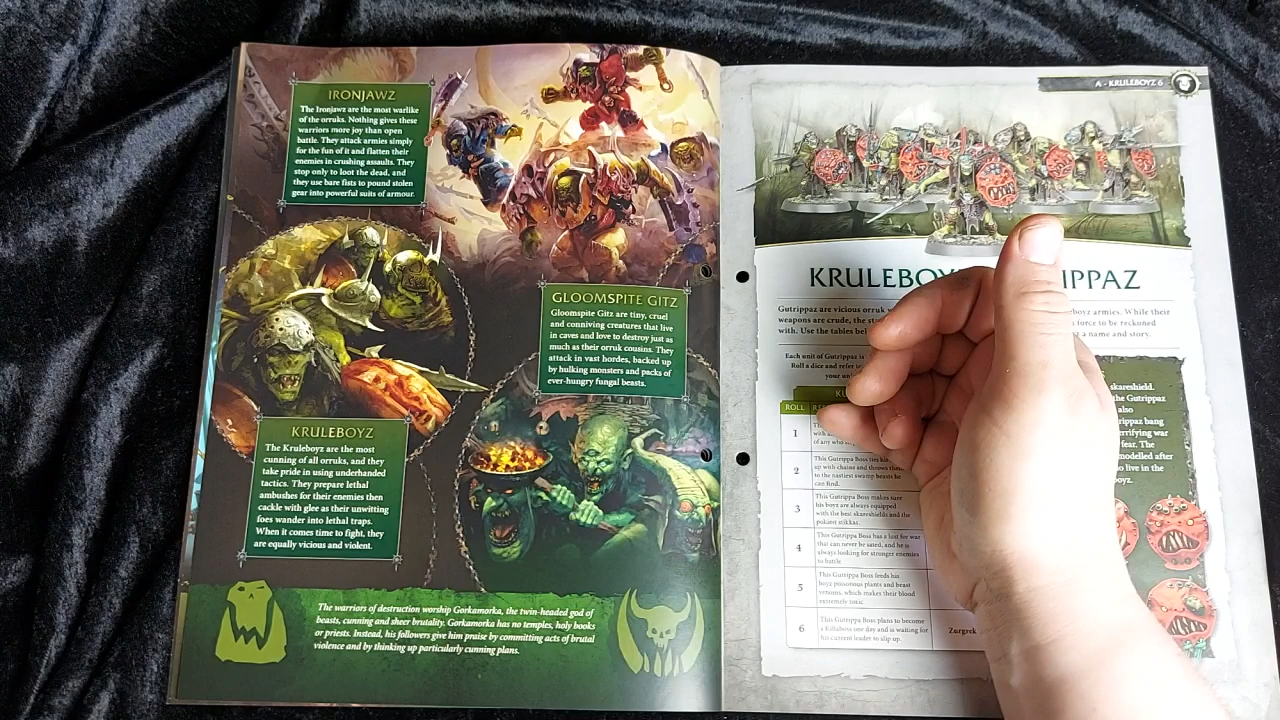 IRONJAWZ
The Ironjawz are the most warlike
of the orruks. Nothing gives these
warriors more joy than open
battle. They attack armies simply
for the fun of it and flatten their
enemies in crushing assaults. They
stop only to loot the dead, and
they use bare fists to pound stolen
gear into powerful suits of armour.
GLOOMSPITE GITZ
Gloomspite Gitz are tiny, cruel
and conniving creatures that live
in caves and love to destroy just as
much as their orruk cousins. They
attack in vast hordes, backed up
by hulking monsters and packs of
ever-hungry fungal beasts.
KRULEBOYZ
The Kruleboyz are the most
cunning of all orruks, and they
take pride in using underhanded
tactics. They prepare lethal
ambushes for their enemies then
cackle with glee as their unwitting
foes wander into lethal traps.
When it comes time to fight, they
are equally vicious and violent.
The warriors of destruction worship Gorkamorka, the twin-headed god of
beasts, cunning and sheer brutality. Gorkamorka has no temples, holy books
or priests. Instead, his followers give him praise by committing acts of brutal
violence and by thinking up particularly cunning plans.
A - KRULEBOYZ 6
KRULEBOY IPPAZ
Gutrippaz are vicious orruk boyz armies. While their
weapons are crude, the force to be reckoned
with. Use the tables a name and story.
Each unit of Gutrippaz is
Roll a dice and refer
your
ROLL
1
of any who
2 This Gutrippa Boss ties his
up with chains and throws them
to the nastiest swamp beasts he
can find.
3 This Gutrippa Boss makes sure
his boyz are always equipped
with the best skareshields and the
pokiest stikkas.
4 This Gutrippa Boss has a lust for war
that can never be sated, and he is
always looking for stronger enemies
to battle.
5 This Gutrippa Boss feeds his
boyz poisonous plants and beast
venoms, which makes their blood
extremely toxic.
6 This Gutrippa Boss plans to become
a Killaboss one day and is waiting for
his current leader to slip up.
Zurgrek
skareshield.
the Gutrippaz
also
rippaz bang
terrifying war
fear. The
modelled after
live in the
boyz.